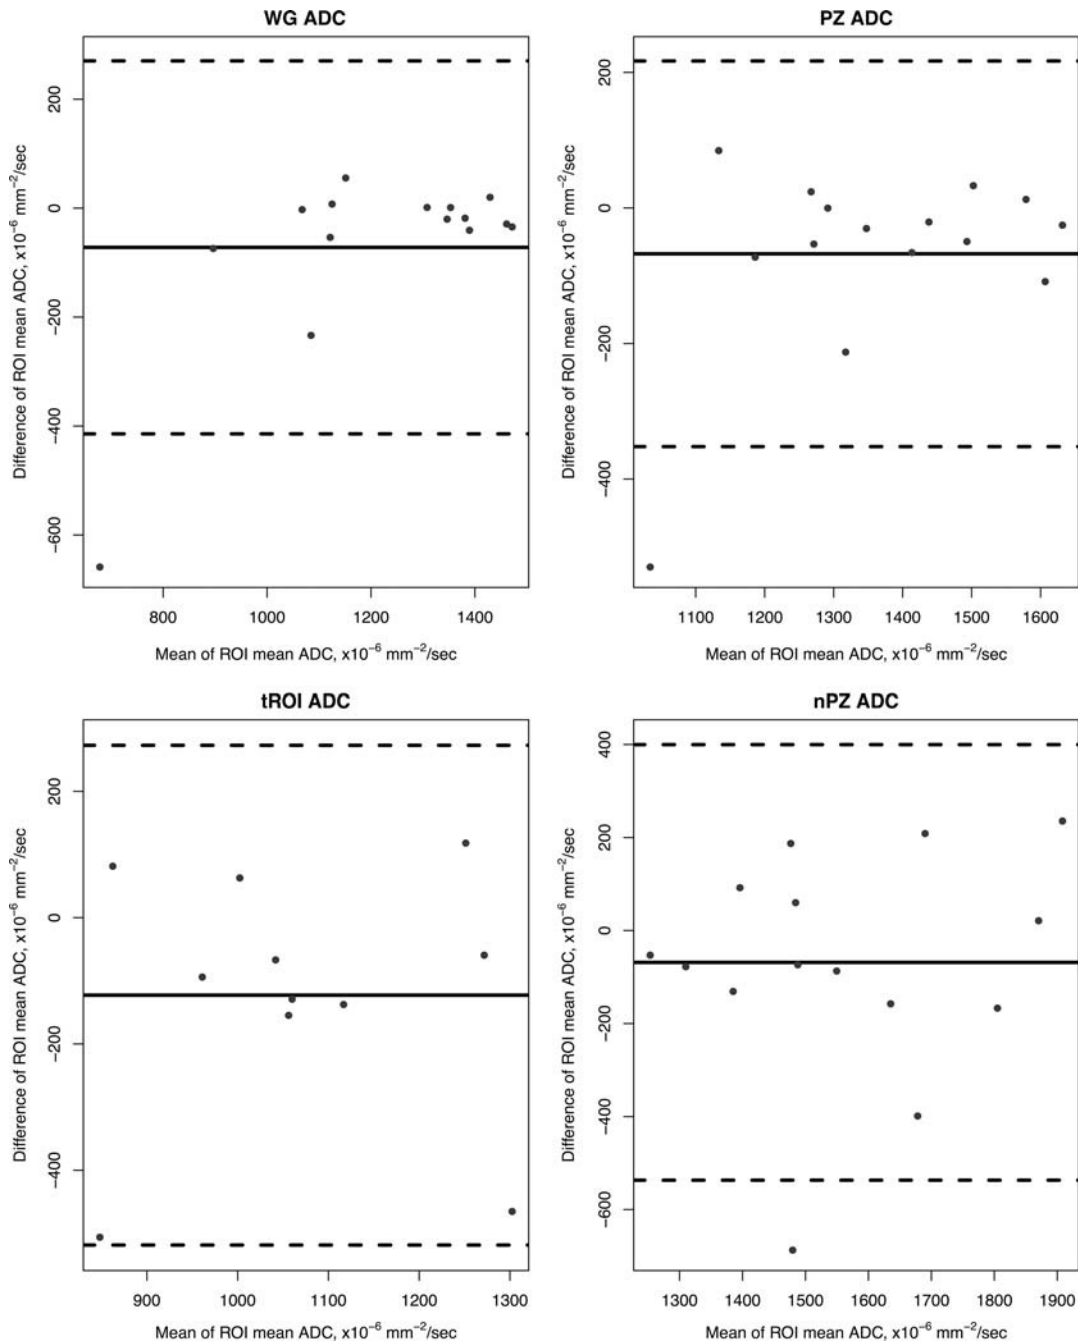 WG ADC
Difference of ROI mean ADC, x10⁻⁶ mm⁻²/sec
200
0
−200
−400
−600
800 1000 1200 1400
Mean of ROI mean ADC, x10⁻⁶ mm⁻²/sec
PZ ADC
Difference of ROI mean ADC, x10⁻⁶ mm⁻²/sec
200
0
−200
−400
1100 1200 1300 1400 1500 1600
Mean of ROI mean ADC, x10⁻⁶ mm⁻²/sec
tROI ADC
Difference of ROI mean ADC, x10⁻⁶ mm⁻²/sec
200
0
−200
−400
900 1000 1100 1200 1300
Mean of ROI mean ADC, x10⁻⁶ mm⁻²/sec
nPZ ADC
Difference of ROI mean ADC, x10⁻⁶ mm⁻²/sec
400
200
0
−200
−400
−600
1300 1400 1500 1600 1700 1800 1900
Mean of ROI mean ADC, x10⁻⁶ mm⁻²/sec